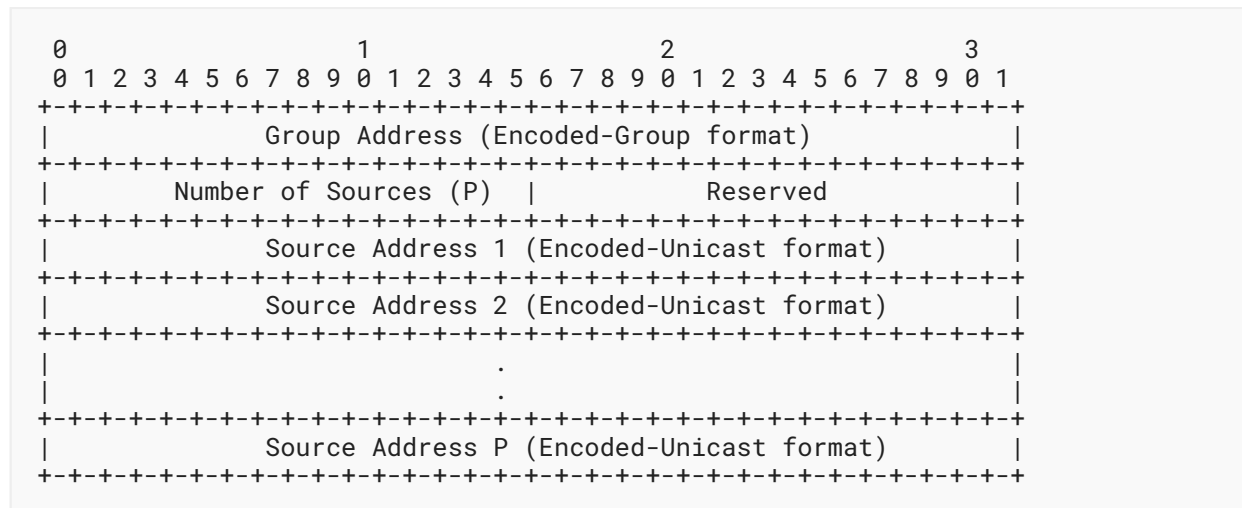 0                   1                   2                   3
 0 1 2 3 4 5 6 7 8 9 0 1 2 3 4 5 6 7 8 9 0 1 2 3 4 5 6 7 8 9 0 1
+-+-+-+-+-+-+-+-+-+-+-+-+-+-+-+-+-+-+-+-+-+-+-+-+-+-+-+-+-+-+-+-+
|              Group Address (Encoded-Group format)             |
+-+-+-+-+-+-+-+-+-+-+-+-+-+-+-+-+-+-+-+-+-+-+-+-+-+-+-+-+-+-+-+-+
|        Number of Sources (P)  |           Reserved            |
+-+-+-+-+-+-+-+-+-+-+-+-+-+-+-+-+-+-+-+-+-+-+-+-+-+-+-+-+-+-+-+-+
|              Source Address 1 (Encoded-Unicast format)        |
+-+-+-+-+-+-+-+-+-+-+-+-+-+-+-+-+-+-+-+-+-+-+-+-+-+-+-+-+-+-+-+-+
|              Source Address 2 (Encoded-Unicast format)        |
+-+-+-+-+-+-+-+-+-+-+-+-+-+-+-+-+-+-+-+-+-+-+-+-+-+-+-+-+-+-+-+-+
|                             .                                 |
|                             .                                 |
+-+-+-+-+-+-+-+-+-+-+-+-+-+-+-+-+-+-+-+-+-+-+-+-+-+-+-+-+-+-+-+-+
|              Source Address P (Encoded-Unicast format)        |
+-+-+-+-+-+-+-+-+-+-+-+-+-+-+-+-+-+-+-+-+-+-+-+-+-+-+-+-+-+-+-+-+